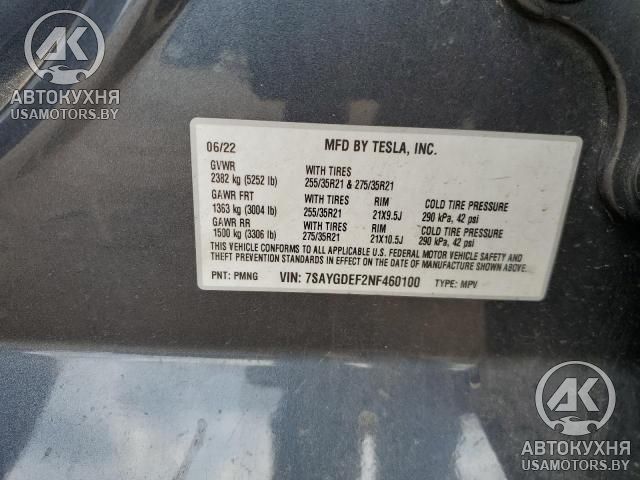 АК
АВТОКУХНЯ
USAMOTORS.BY
06/22 MFD BY TESLA, INC.
GVWR WITH TIRES
2382 kg (5252 lb) 255/35R21 & 275/35R21
GAWR FRT WITH TIRES RIM COLD TIRE PRESSURE
1363 kg (3004 lb) 255/35R21 21X9.5J 290 kPa, 42 psi
GAWR RR WITH TIRES RIM COLD TIRE PRESSURE
1500 kg (3306 lb) 275/35R21 21X10.5J 290 kPa, 42 psi
THIS VEHICLE CONFORMS TO ALL APPLICABLE U.S. FEDERAL MOTOR VEHICLE SAFETY AND
THEFT PREVENTION STANDARDS IN EFFECT ON THE DATE OF MANUFACTURE SHOWN ABOVE.
PNT: PMNG VIN: 7SAYGDEF2NF460100 TYPE: MPV
АК
АВТОКУХНЯ
USAMOTORS.BY